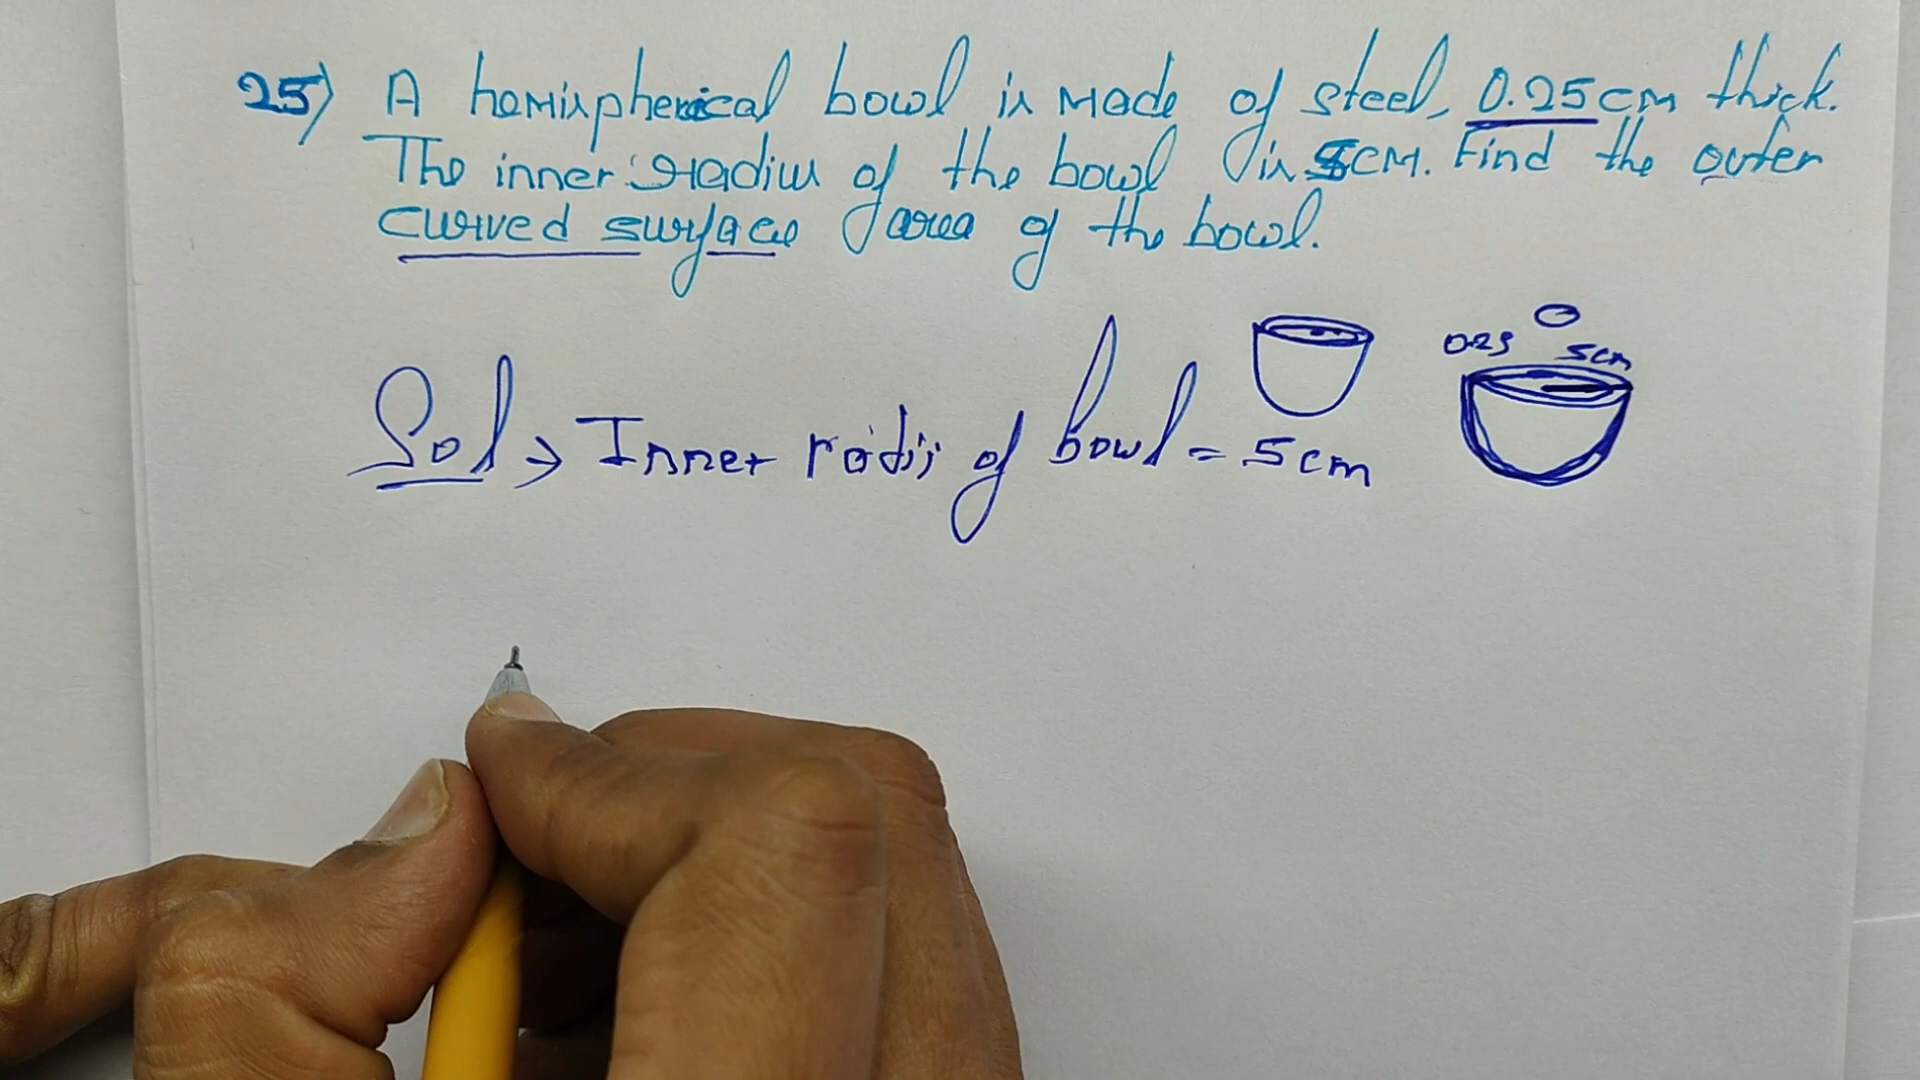 25) A hemispherical bowl is made of steel, 0.25cm thick.
The inner radius of the bowl is 5cm. Find the outer
curved surface area of the bowl.
0.25 5cm
Sol → Inner radii of bowl = 5cm